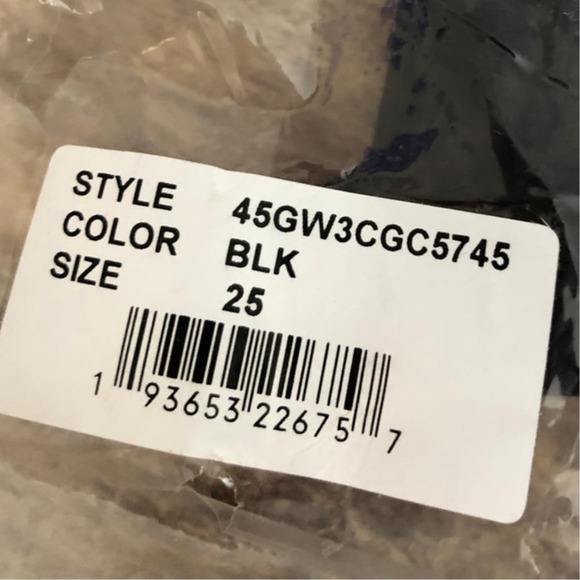 STYLE 45GW3CGC5745
COLOR BLK
SIZE 25
1 93653 22675 7